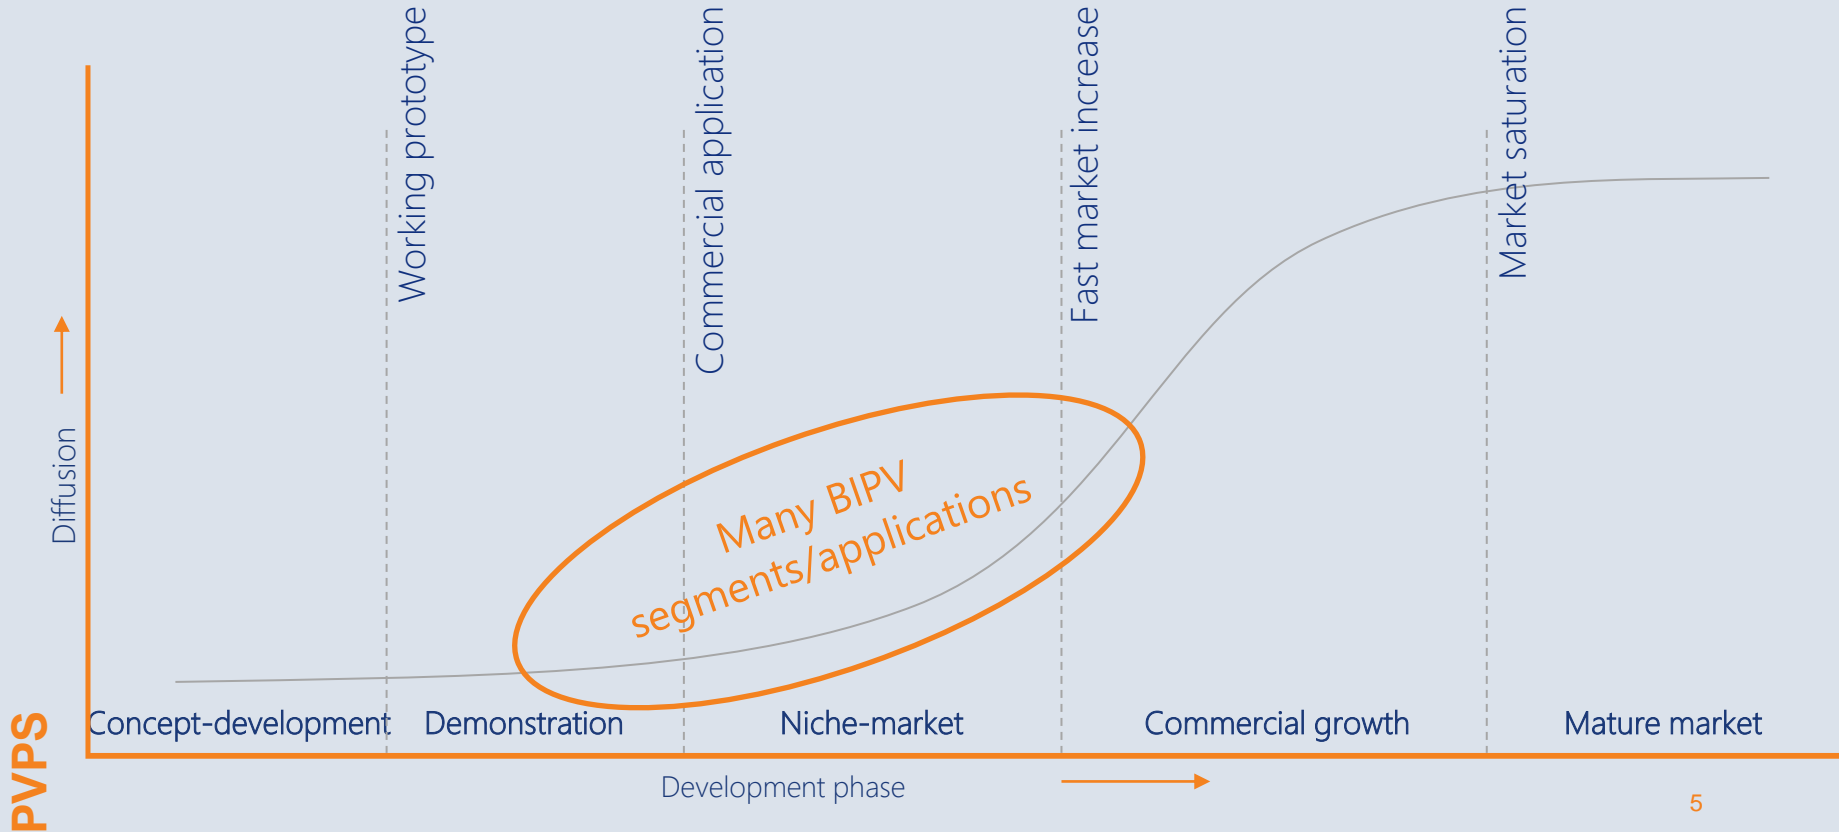 Working prototype
Commercial application
Fast market increase
Market saturation
Diffusion
Many BIPV
segments/applications
Concept-development
Demonstration
Niche-market
Commercial growth
Mature market
Development phase
PVPS
5